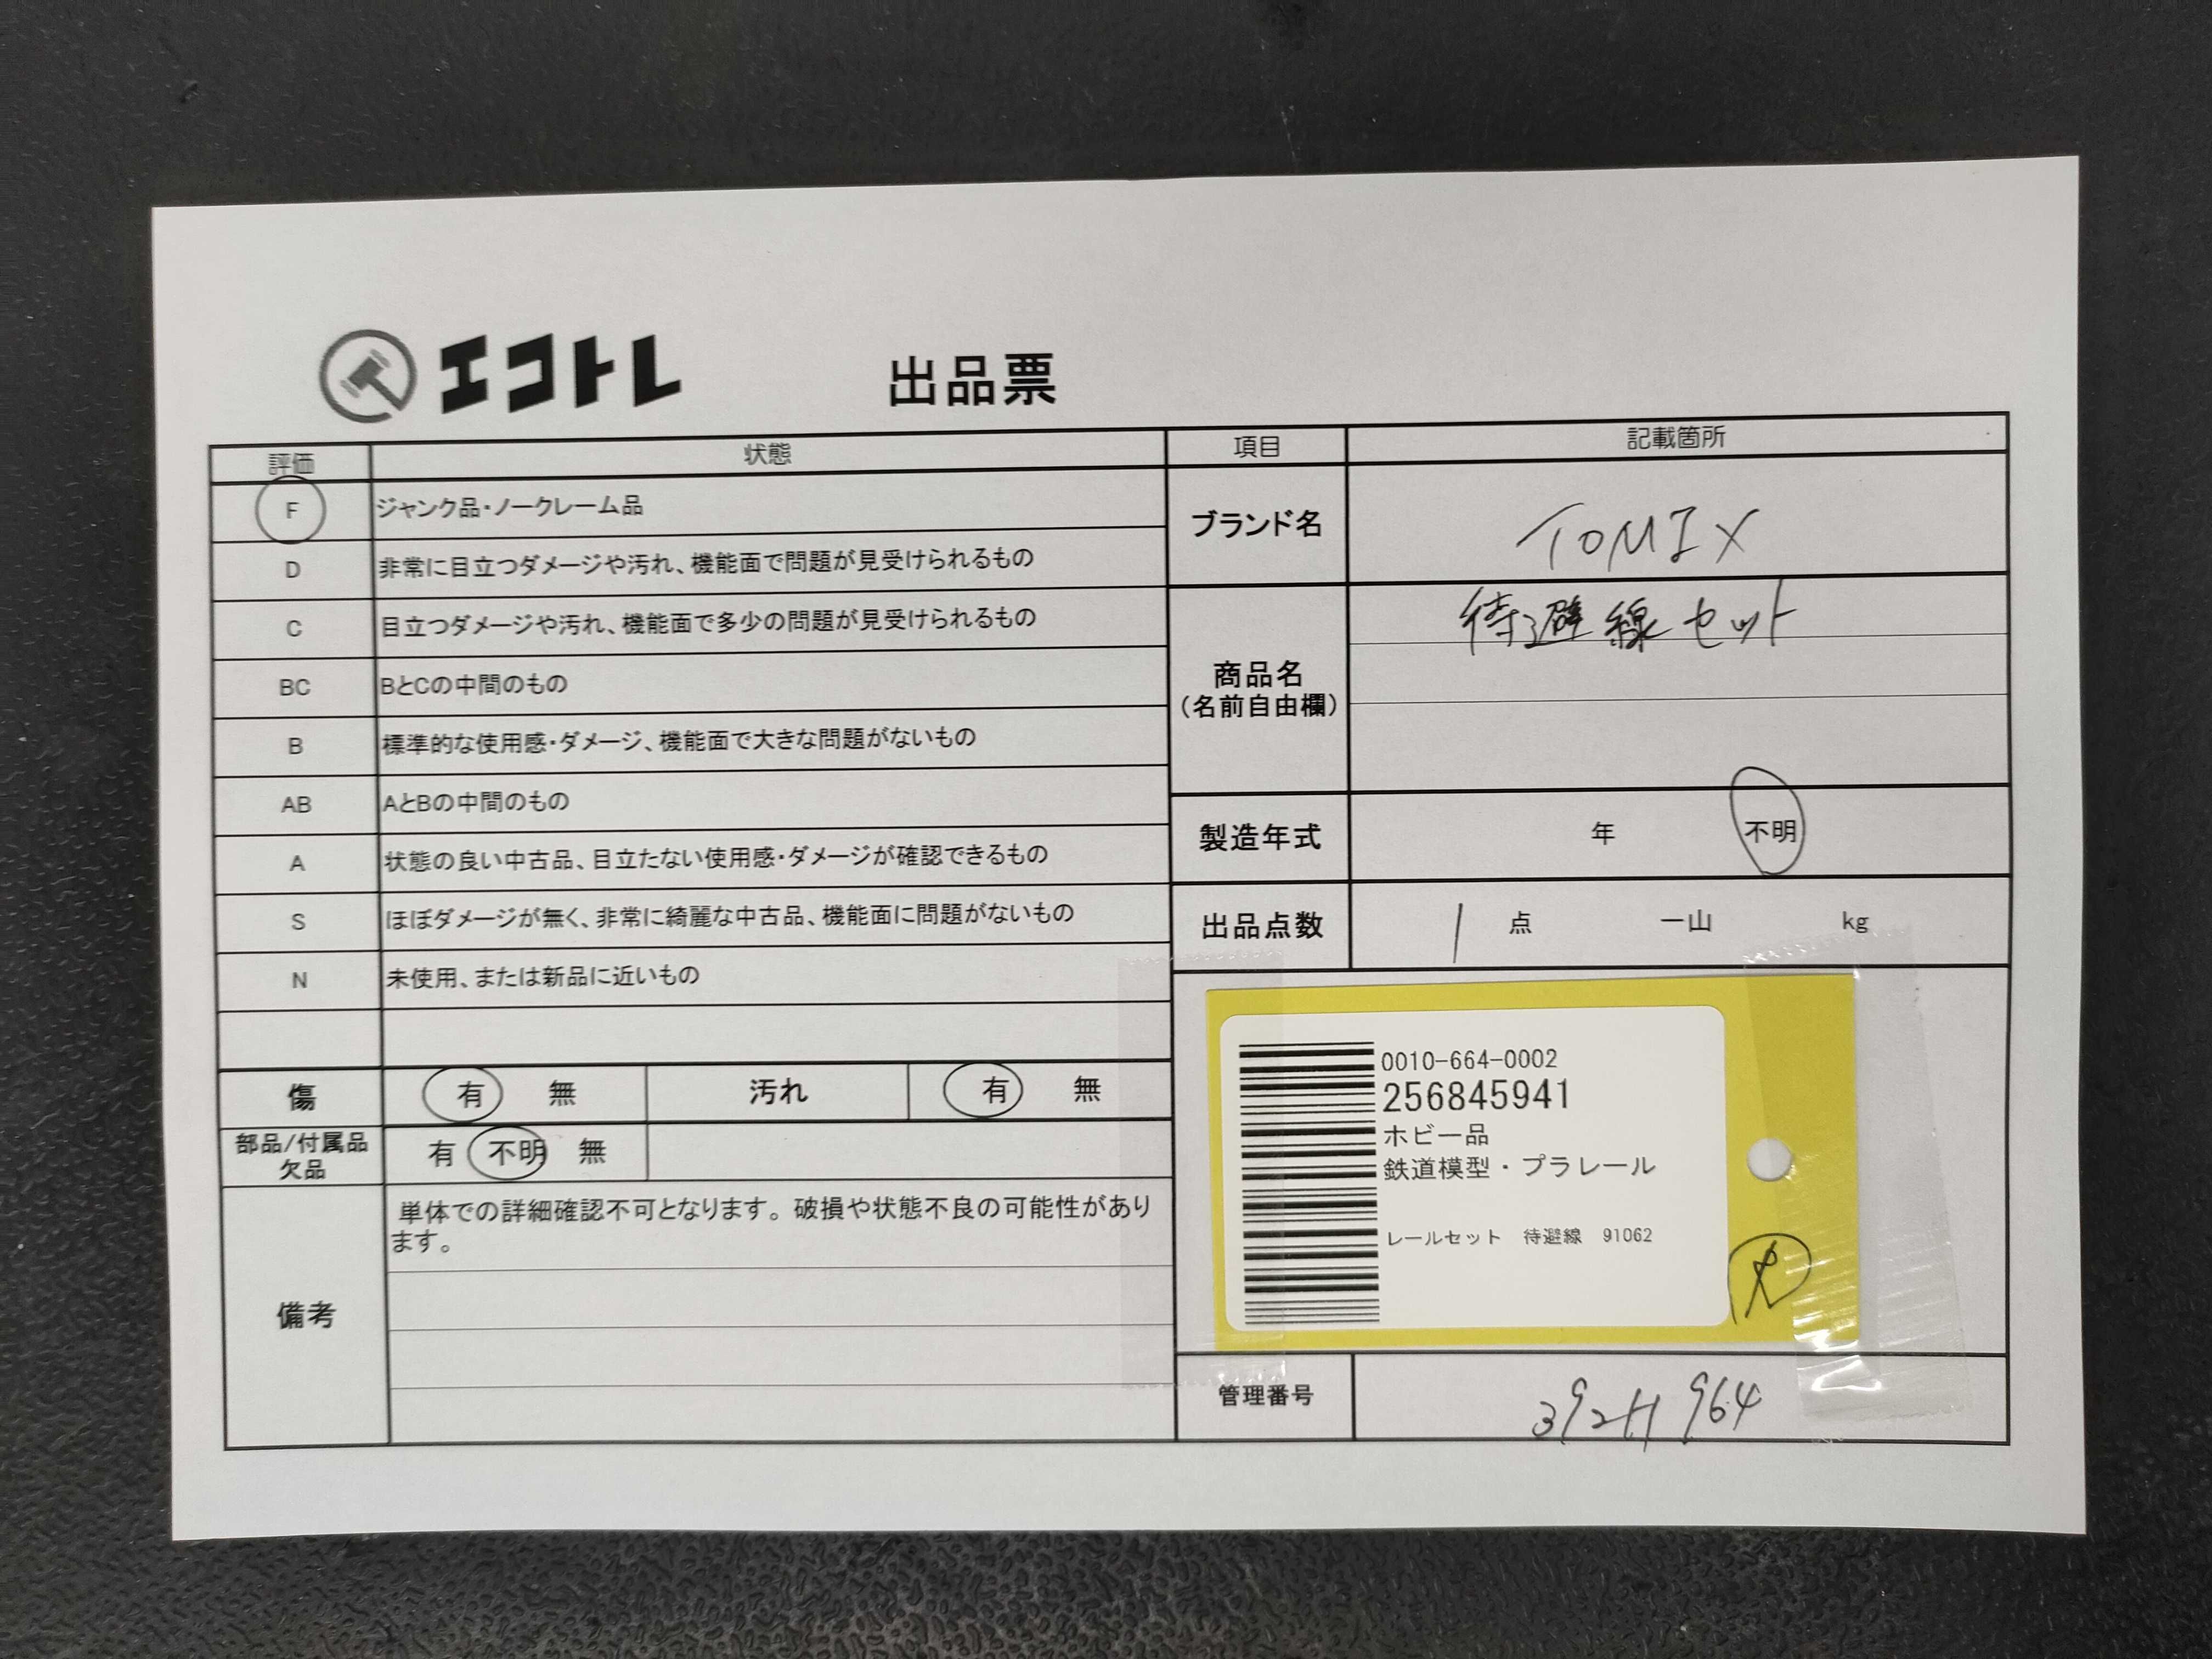 エコトレ 出品票
評価 状態
F ジャンク品・ノークレーム品
D 非常に目立つダメージや汚れ、機能面で問題が見受けられるもの
C 目立つダメージや汚れ、機能面で多少の問題が見受けられるもの
BC BとCの中間のもの
B 標準的な使用感・ダメージ、機能面で大きな問題がないもの
AB AとBの中間のもの
A 状態の良い中古品、目立たない使用感・ダメージが確認できるもの
S ほぼダメージが無く、非常に綺麗な中古品、機能面に問題がないもの
N 未使用、または新品に近いもの
傷 有 無 汚れ 有 無
部品/付属品
欠品 有 不明 無
備考
単体での詳細確認不可となります。破損や状態不良の可能性があり
ます。
項目 記載箇所
ブランド名 TOMIX
商品名
(名前自由欄)
待避線セット
製造年式 年 不明
出品点数 1 点 一山 kg
0010-664-0002
256845941
ホビー品
鉄道模型・プラレール
レールセット 待避線 91062
管理番号